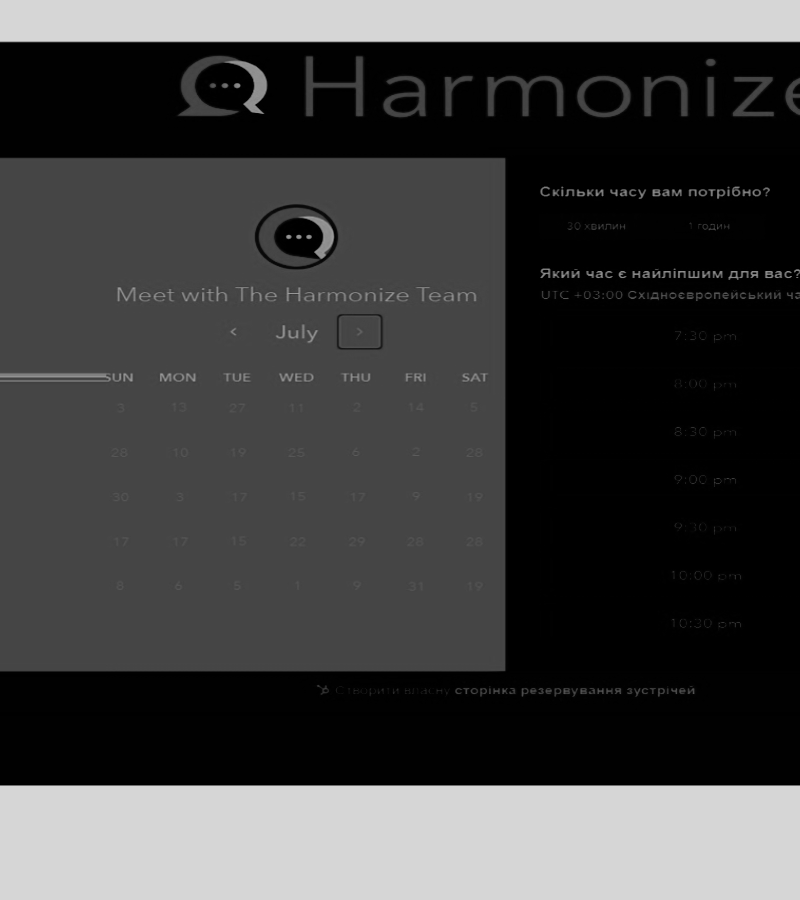 Harmonize
Meet with The Harmonize Team
July
SUN MON TUE WED THU FRI SAT
3 13 27 11 2 14 5
28 10 19 25 6 2 28
30 3 17 15 17 9 19
17 17 15 22 29 28 28
8 6 5 1 9 31 19
Скільки часу вам потрібно?
30 хвилин 1 годин
Який час є найліпшим для вас?
UTC +03:00 Східноєвропейський ча
7:30 pm
8:00 pm
8:30 pm
9:00 pm
9:30 pm
10:00 pm
10:30 pm
Створити власну сторінка резервування зустрічей